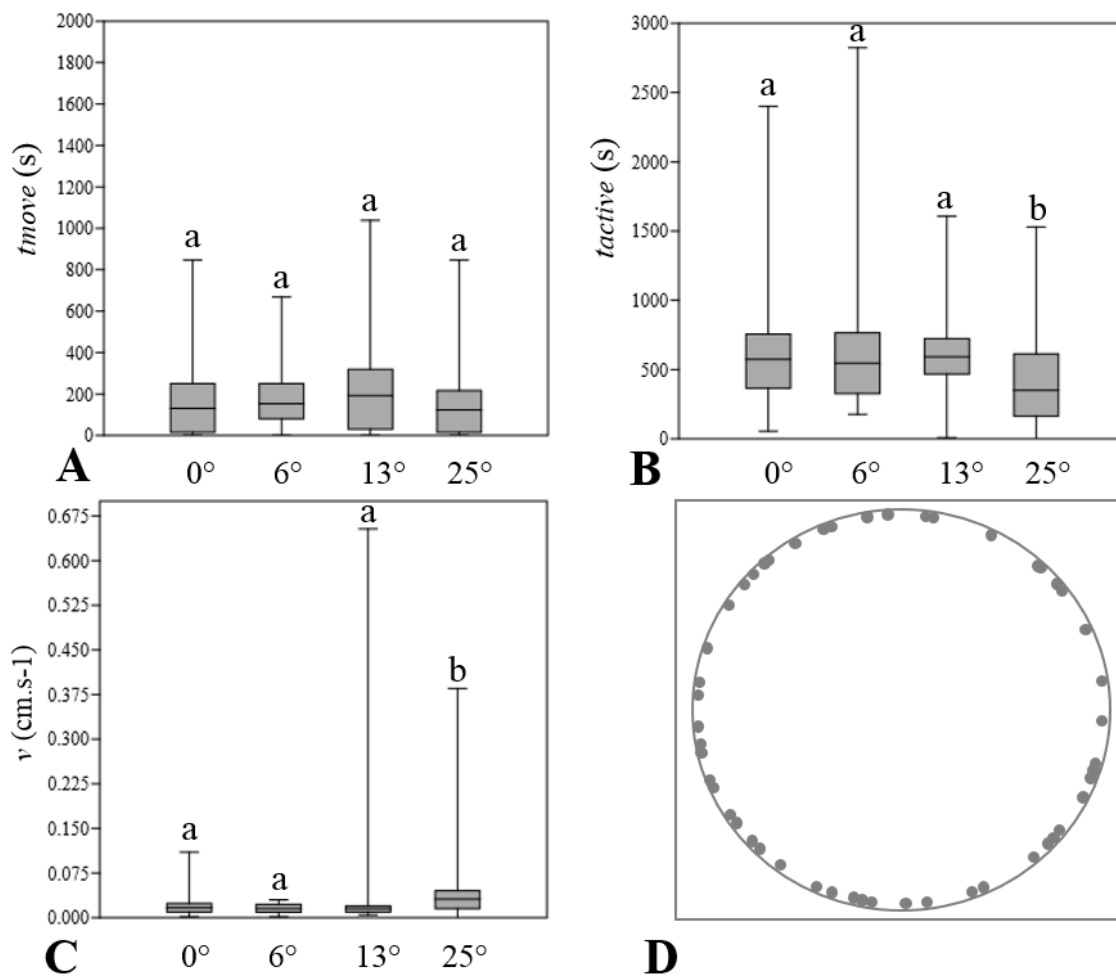 2000
1800
1600
1400
1200
1000
800
600
400
200
0
tmove (s)
a
a
a
a
A
0° 6° 13° 25°
3000
2500
2000
1500
1000
500
0
tactive (s)
a
a
a
b
B
0° 6° 13° 25°
0.675
0.600
0.525
0.450
0.375
0.300
0.225
0.150
0.075
0.000
v (cm.s-1)
a
a
a
b
C
0° 6° 13° 25°
D